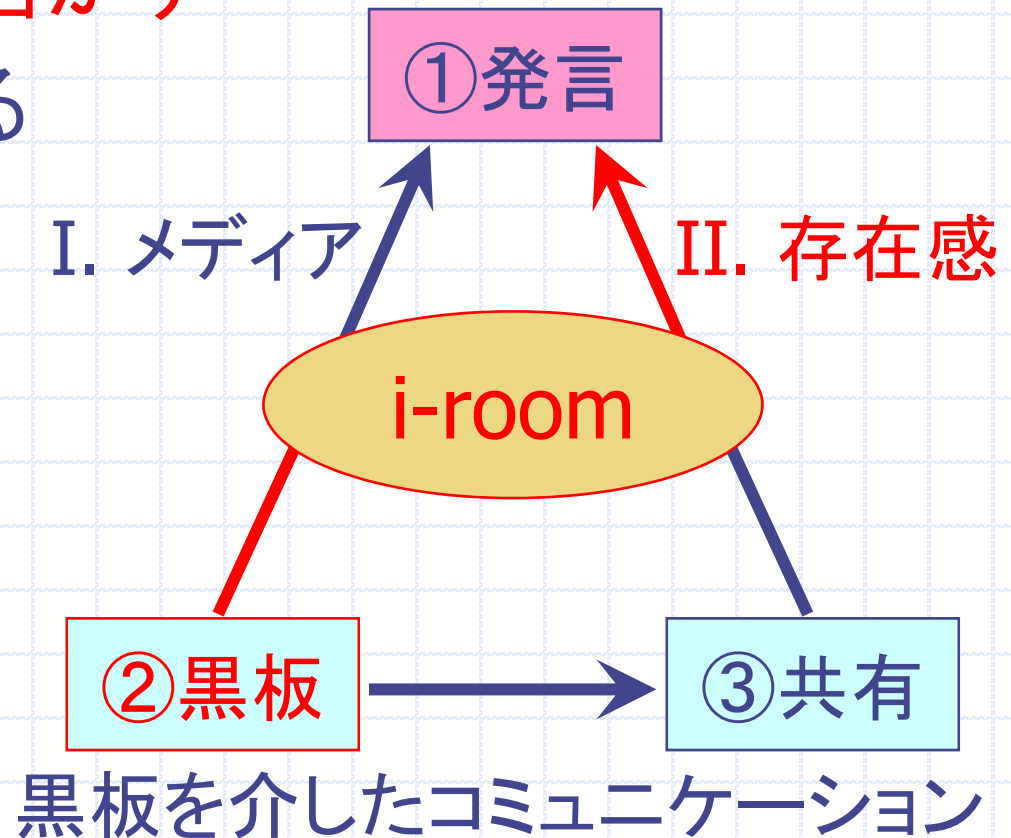 る
①発言
I. メディア
II. 存在感
i-room
②黒板
③共有
黒板を介したコミュニケーション